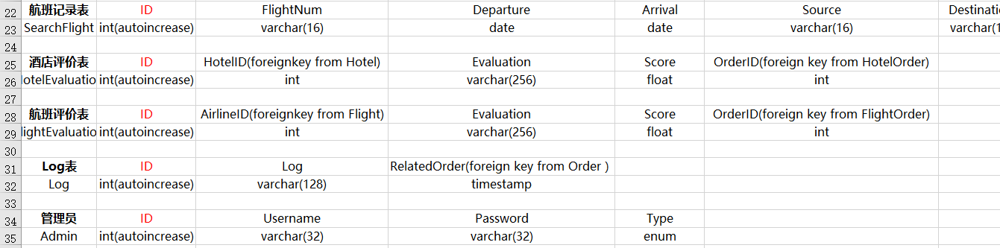 22 航班记录表 ID FlightNum Departure Arrival Source Destinati
23 SearchFlight int(autoincrease) varchar(16) date date varchar(16) varchar(1
24
25 酒店评价表 ID HotelID(foreignkey from Hotel) Evaluation Score OrderID(foreign key from HotelOrder)
26 HotelEvaluatio int(autoincrease) int varchar(256) float int
27
28 航班评价表 ID AirlineID(foreignkey from Flight) Evaluation Score OrderID(foreign key from FlightOrder)
29 lightEvaluatio int(autoincrease) int varchar(256) float int
30
31 Log表 ID Log RelatedOrder(foreign key from Order )
32 Log int(autoincrease) varchar(128) timestamp
33
34 管理员 ID Username Password Type
35 Admin int(autoincrease) varchar(32) varchar(32) enum